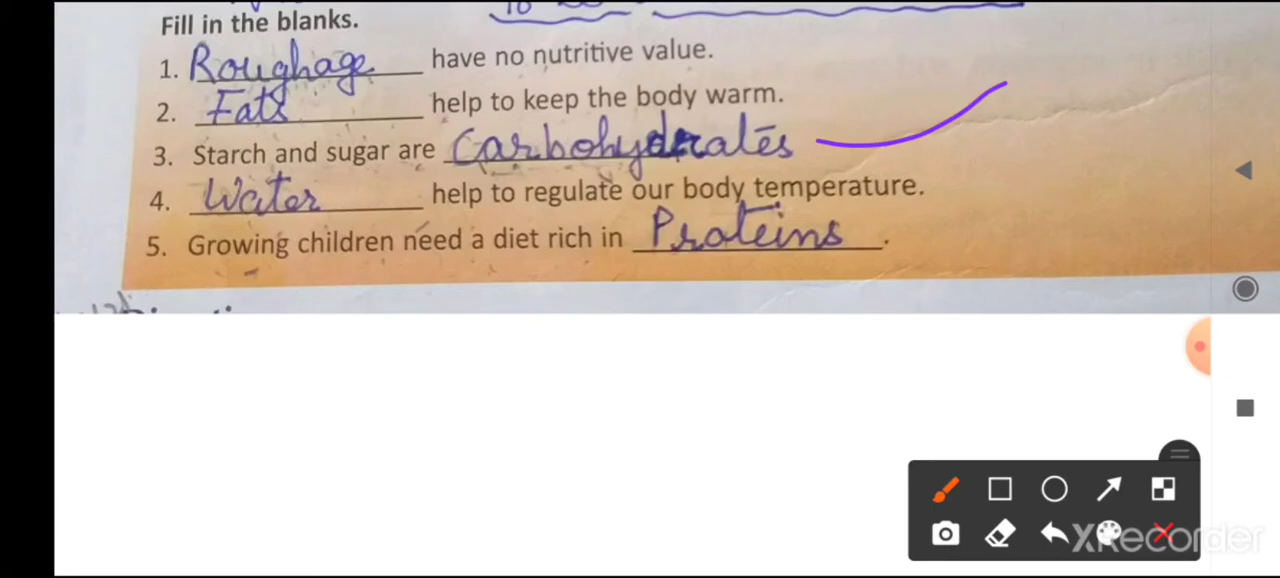 Fill in the blanks.
1. Roughage have no nutritive value.
2. Fats help to keep the body warm.
3. Starch and sugar are Carbohydrates
4. Water help to regulate our body temperature.
5. Growing children need a diet rich in Proteins.
XRecorder